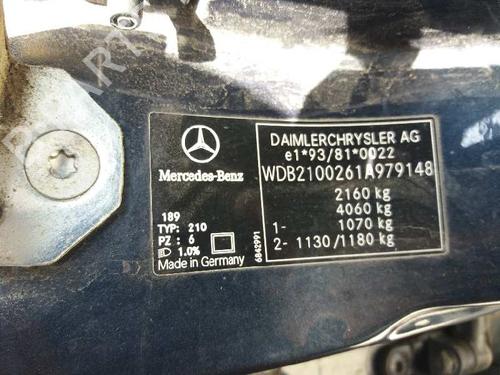 DAIMLERCHRYSLER AG
e1*93/81*0022
WDB2100261A979148
Mercedes-Benz
2160 kg
4060 kg
1- 1070 kg
2- 1130/1180 kg
189
TYP: 210
PZ : 6
1.0%
Made in Germany
6842991